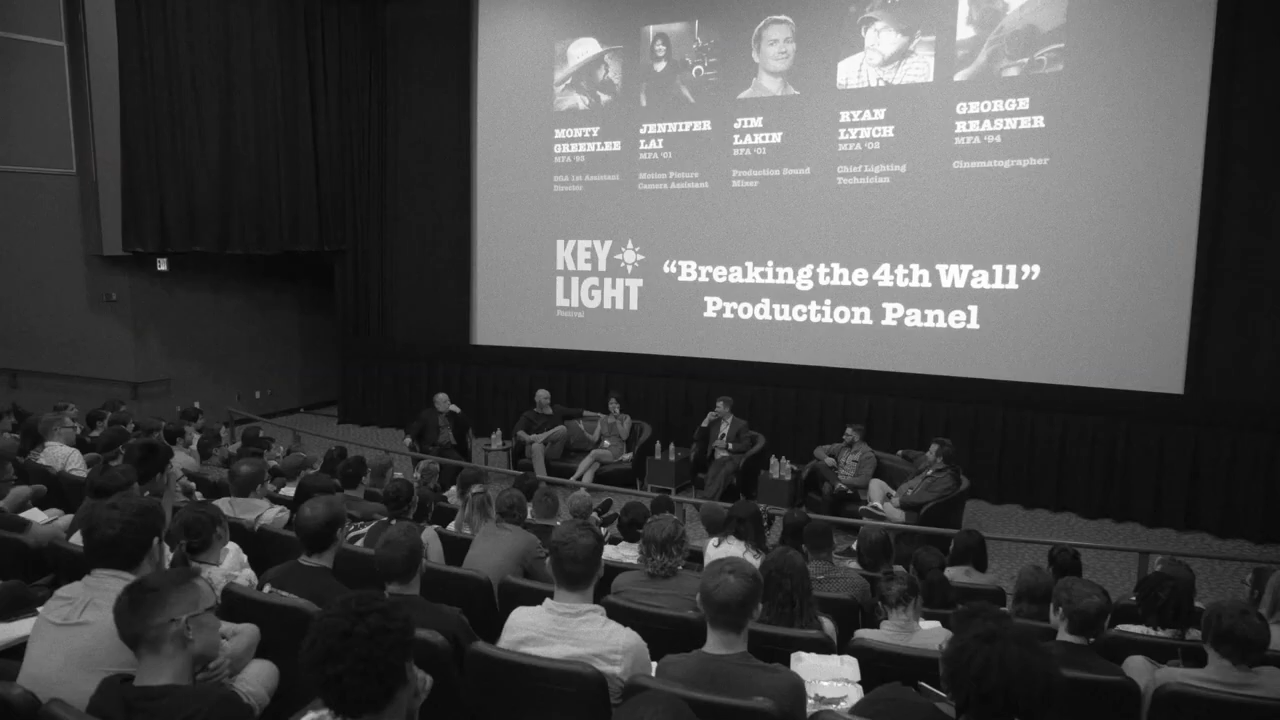 MONTY
GREENLEE
MFA '93
DGA 1st Assistant
Director
JENNIFER
LAI
MFA '01
Motion Picture
Camera Assistant
JIM
LAKIN
BFA '01
Production Sound
Mixer
RYAN
LYNCH
MFA '02
Chief Lighting
Technician
GEORGE
REASNER
MFA '94
Cinematographer
KEY
LIGHT
Festival
“Breaking the 4th Wall”
Production Panel
EXIT